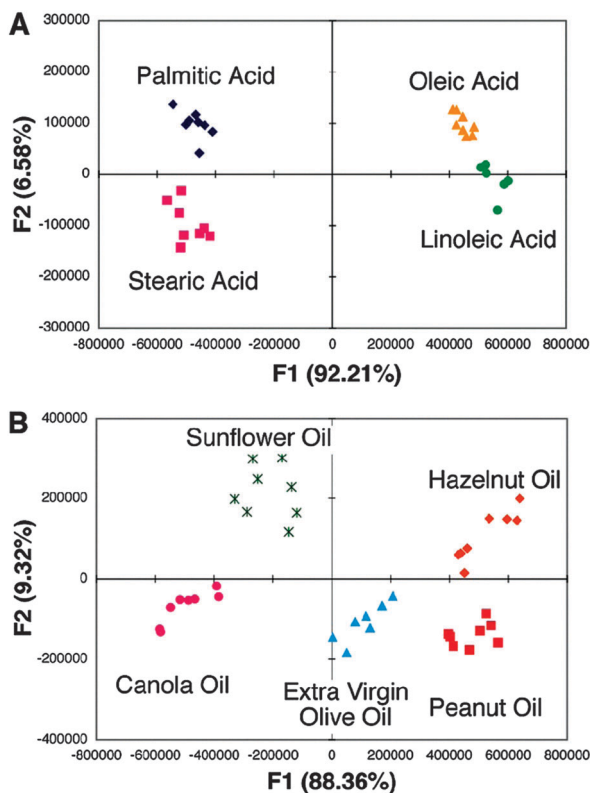 A
300000
200000
100000
0
-100000
-200000
-300000
F2 (6.58%)
Palmitic Acid
Oleic Acid
Linoleic Acid
Stearic Acid
-800000 -600000 -400000 -200000 0 200000 400000 600000 800000
F1 (92.21%)
B
400000
200000
0
-200000
-400000
F2 (9.32%)
Sunflower Oil
Hazelnut Oil
Canola Oil
Extra Virgin
Olive Oil
Peanut Oil
-800000 -600000 -400000 -200000 0 200000 400000 600000 800000
F1 (88.36%)